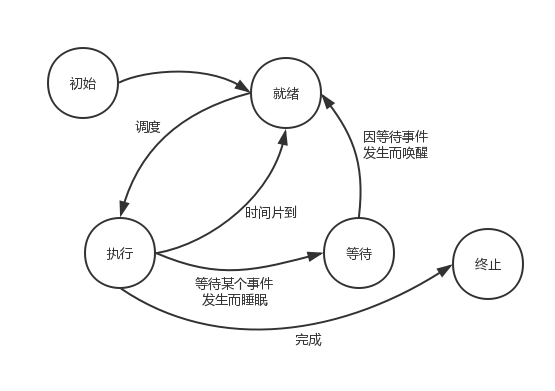 初始
就绪
调度
因等待事件
发生而唤醒
时间片到
执行
等待
终止
等待某个事件
发生而睡眠
完成